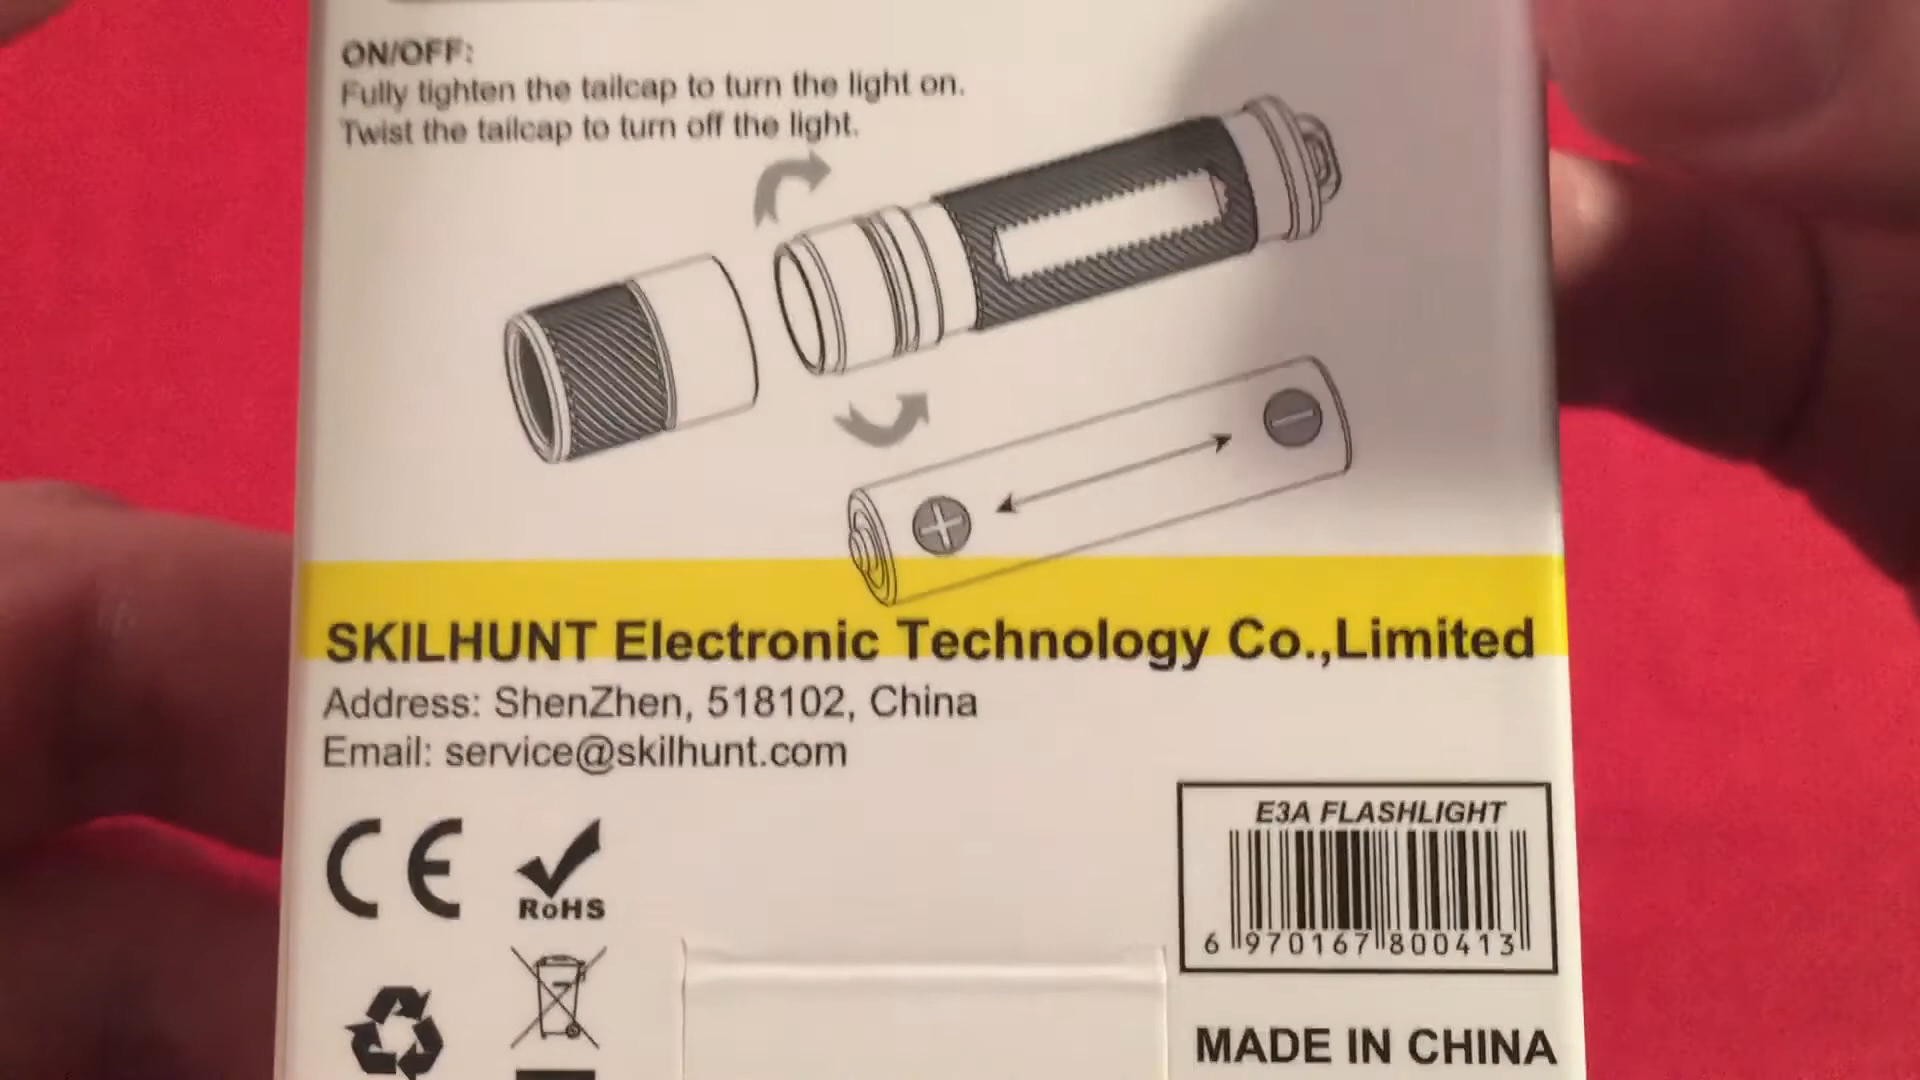 ON/OFF:
Fully tighten the tailcap to turn the light on.
Twist the tailcap to turn off the light.
SKILHUNT Electronic Technology Co.,Limited
Address: ShenZhen, 518102, China
Email: service@skilhunt.com
CE
RoHS
E3A FLASHLIGHT
6 970167 800413
MADE IN CHINA